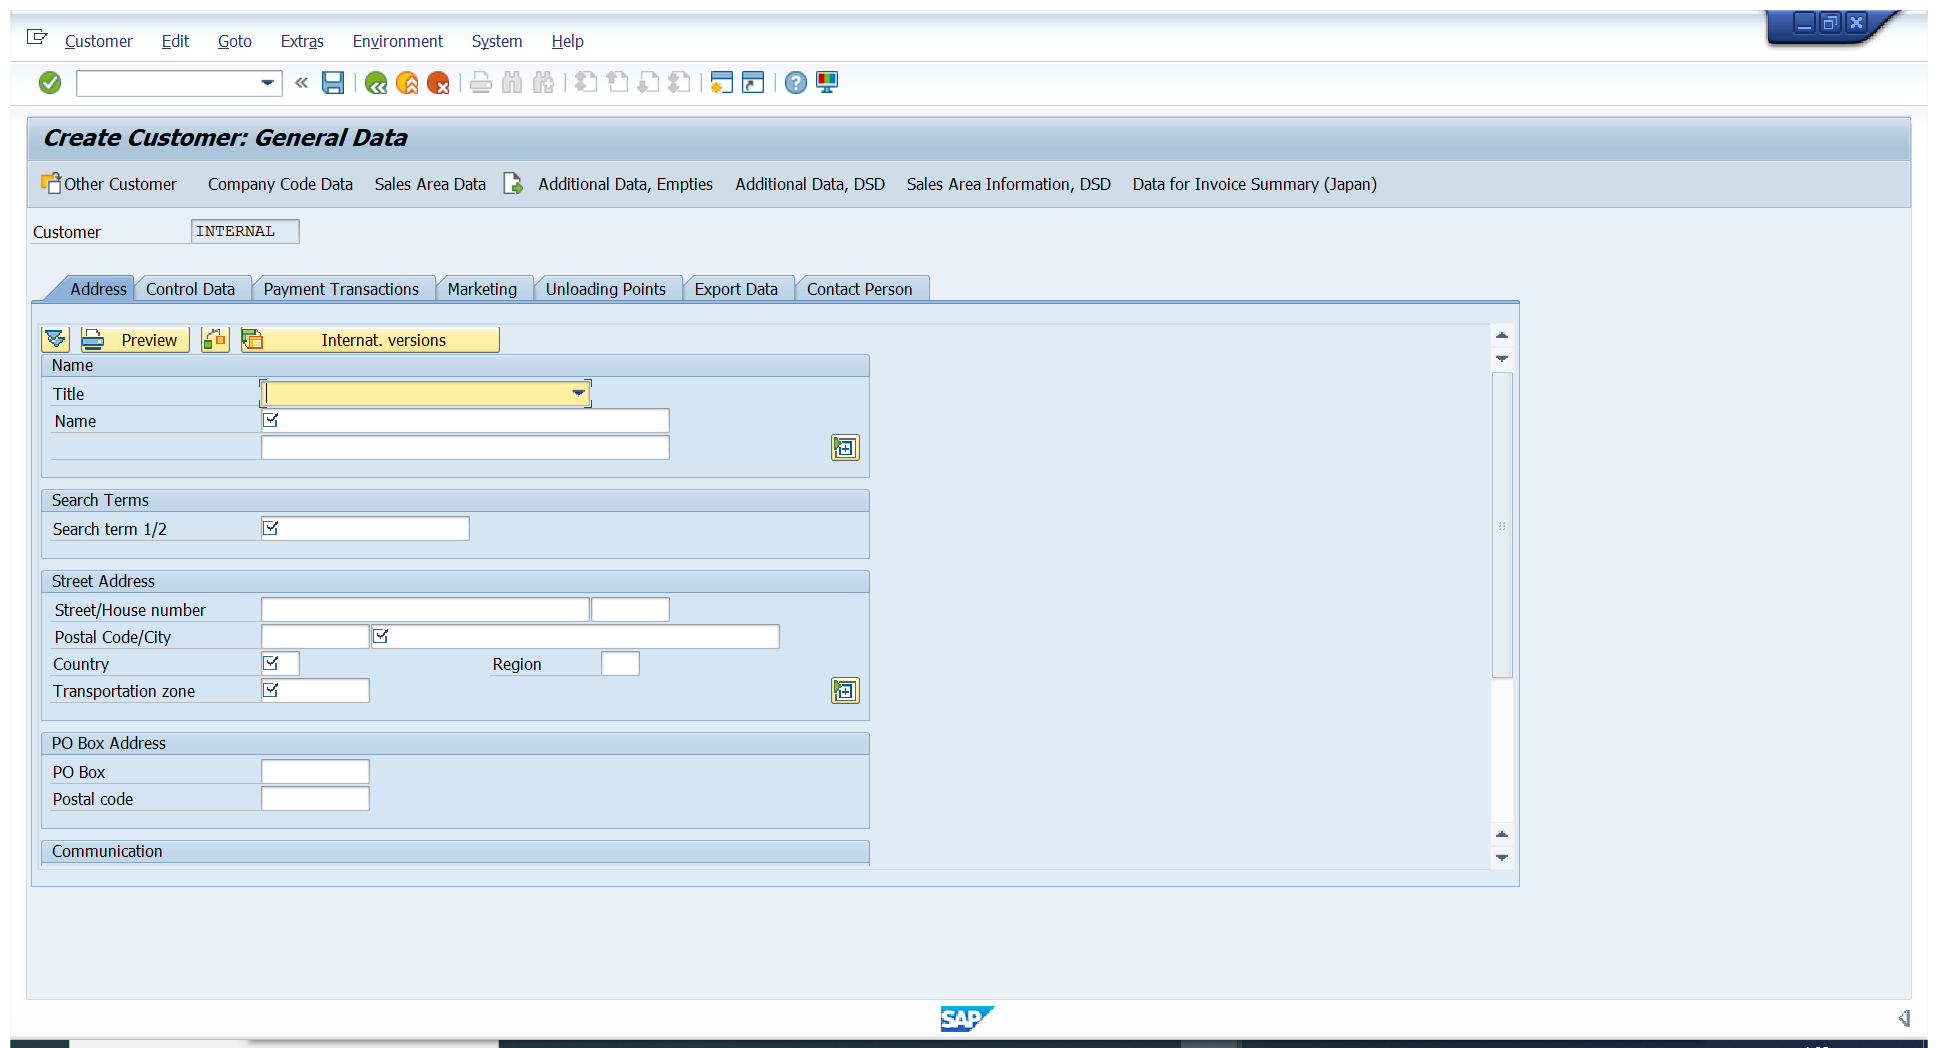 Customer Edit Goto Extras Environment System Help
Create Customer: General Data
Other Customer Company Code Data Sales Area Data Additional Data, Empties Additional Data, DSD Sales Area Information, DSD Data for Invoice Summary (Japan)
Customer INTERNAL
Address Control Data Payment Transactions Marketing Unloading Points Export Data Contact Person
Preview Internat. versions
Name
Title
Name
Search Terms
Search term 1/2
Street Address
Street/House number
Postal Code/City
Country Region
Transportation zone
PO Box Address
PO Box
Postal code
Communication
SAP